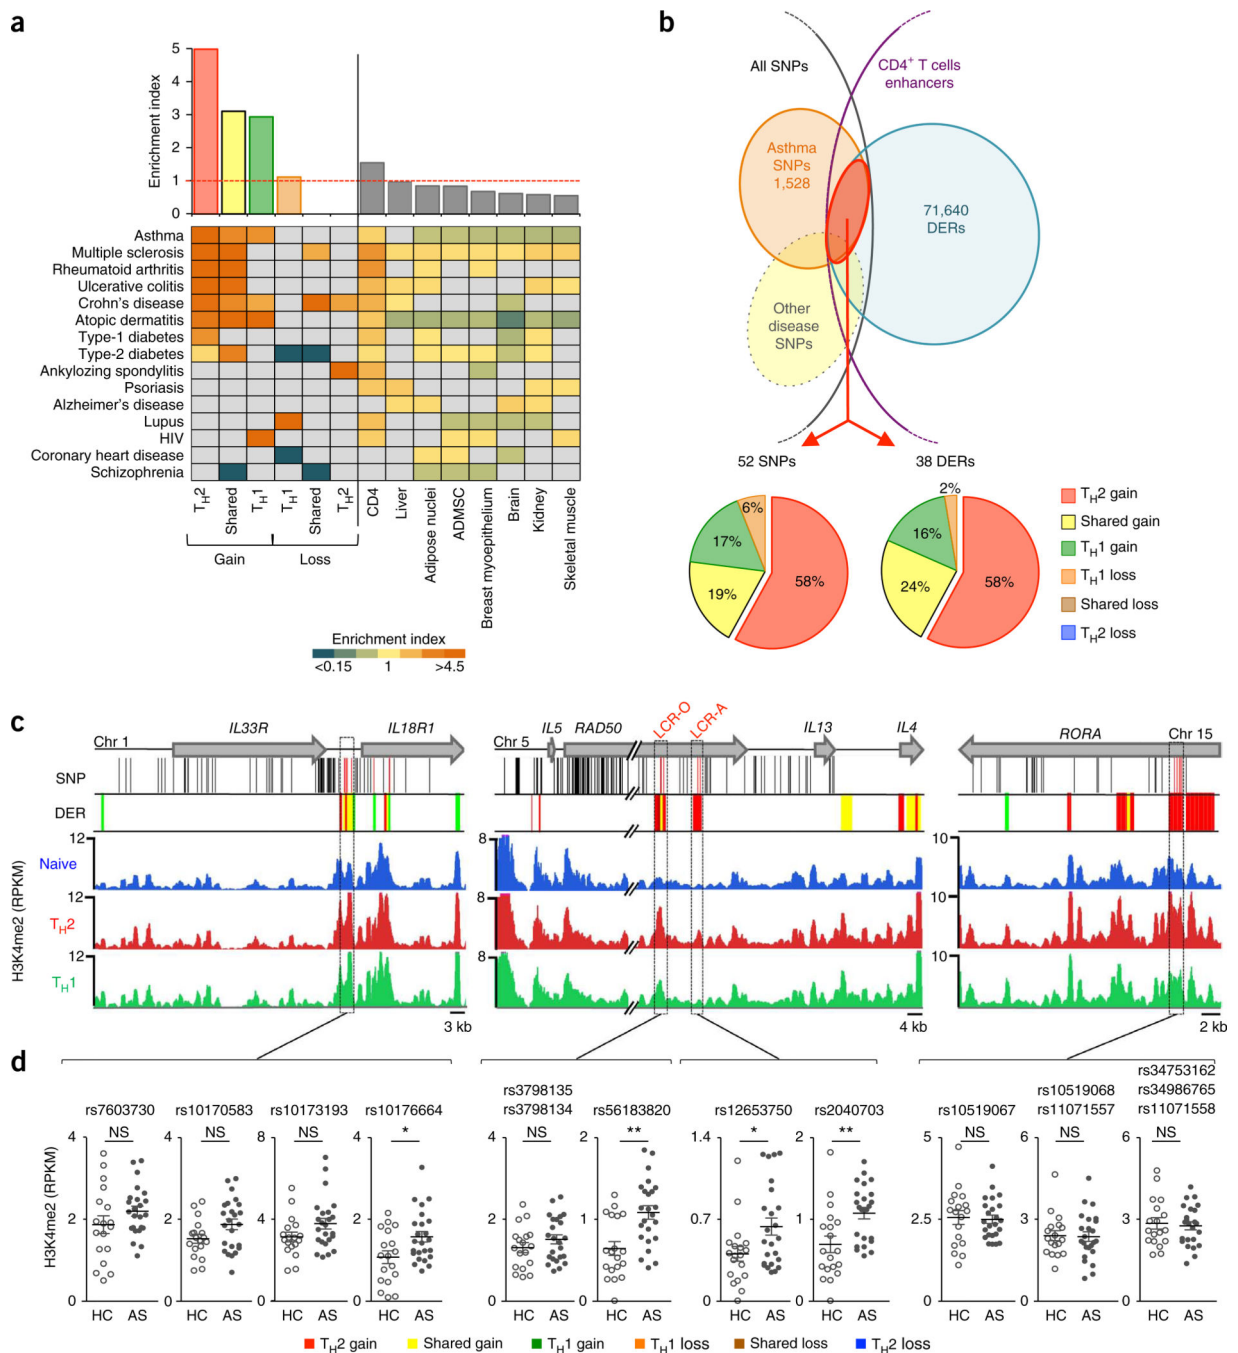 a
5
4
3
2
1
0
Enrichment index
Asthma
Multiple sclerosis
Rheumatoid arthritis
Ulcerative colitis
Crohn's disease
Atopic dermatitis
Type-1 diabetes
Type-2 diabetes
Ankylozing spondylitis
Psoriasis
Alzheimer's disease
Lupus
HIV
Coronary heart disease
Schizophrenia
TH2
Shared
TH1
TH1
Shared
TH2
CD4
Liver
Adipose nuclei
ADMSC
Breast myoepithelium
Brain
Kidney
Skeletal muscle
Gain
Loss
Enrichment index
<0.15 1 >4.5
b
All SNPs
CD4+ T cells
enhancers
Asthma
SNPs
1,528
71,640
DERs
Other
disease
SNPs
52 SNPs
38 DERs
6%
17%
19%
58%
2%
16%
24%
58%
TH2 gain
Shared gain
TH1 gain
TH1 loss
Shared loss
TH2 loss
c
Chr 1
IL33R
IL18R1
Chr 5
IL5
RAD50
LCR-O
LCR-A
IL13
IL4
RORA
Chr 15
SNP
DER
H3K4me2 (RPKM)
Naive
TH2
TH1
12
12
12
8
8
8
10
10
10
3 kb
4 kb
2 kb
d
rs7603730
rs10170583
rs10173193
rs10176664
rs3798135
rs3798134
rs56183820
rs12653750
rs2040703
rs10519067
rs10519068
rs11071557
rs34753162
rs34986765
rs11071558
NS
NS
NS
*
NS
**
*
**
NS
NS
NS
H3K4me2 (RPKM)
4
2
0
4
2
0
8
4
0
4
2
0
4
2
0
2
1
0
1.4
0.7
0
2
1
0
5
2.5
0
6
3
0
6
3
0
HC AS
HC AS
HC AS
HC AS
HC AS
HC AS
HC AS
HC AS
HC AS
HC AS
HC AS
TH2 gain
Shared gain
TH1 gain
TH1 loss
Shared loss
TH2 loss